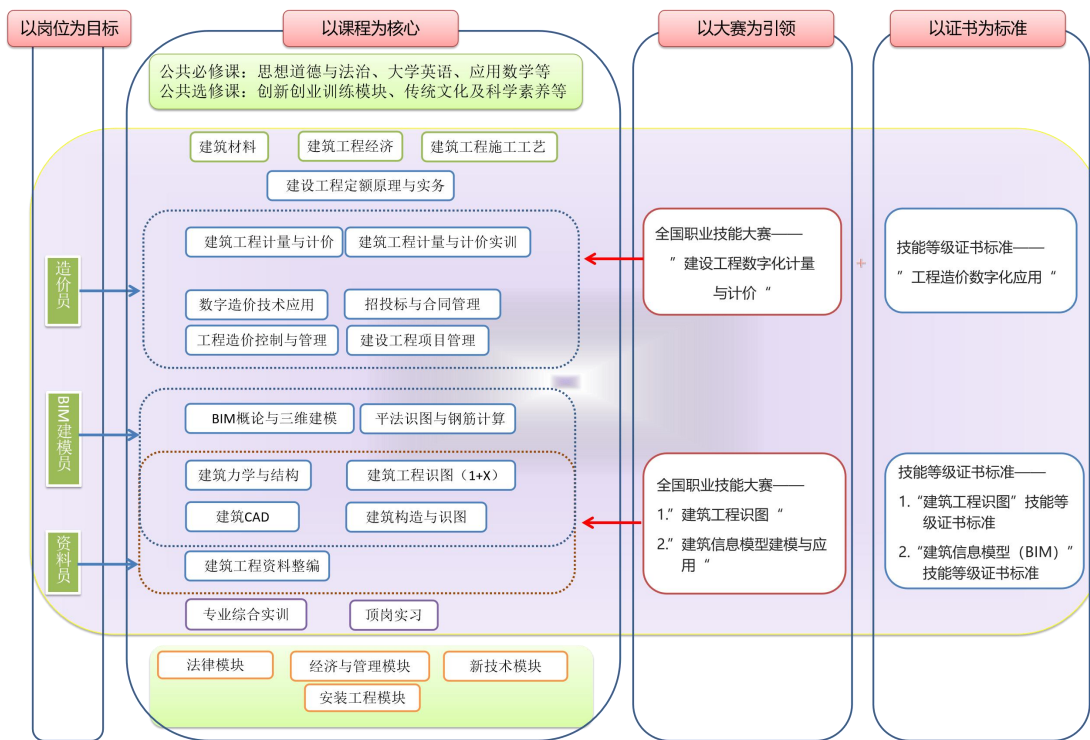 以岗位为目标
以课程为核心
以大赛为引领
以证书为标准
公共必修课：思想道德与法治、大学英语、应用数学等
公共选修课：创新创业训练模块、传统文化及科学素养等
建筑材料
建筑工程经济
建筑工程施工工艺
建设工程定额原理与实务
造价员
建筑工程计量与计价
建筑工程计量与计价实训
数字造价技术应用
招投标与合同管理
工程造价控制与管理
建设工程项目管理
全国职业技能大赛——
”建设工程数字化计量
与计价“
+
技能等级证书标准——
”工程造价数字化应用“
BIM建模员
BIM概论与三维建模
平法识图与钢筋计算
建筑力学与结构
建筑工程识图（1+X）
建筑CAD
建筑构造与识图
资料员
建筑工程资料整编
全国职业技能大赛——
1.”建筑工程识图“
2.”建筑信息模型建模与应
用“
技能等级证书标准——
1. “建筑工程识图”技能等
级证书标准
2. “建筑信息模型（BIM）”
技能等级证书标准
专业综合实训
顶岗实习
法律模块
经济与管理模块
新技术模块
安装工程模块